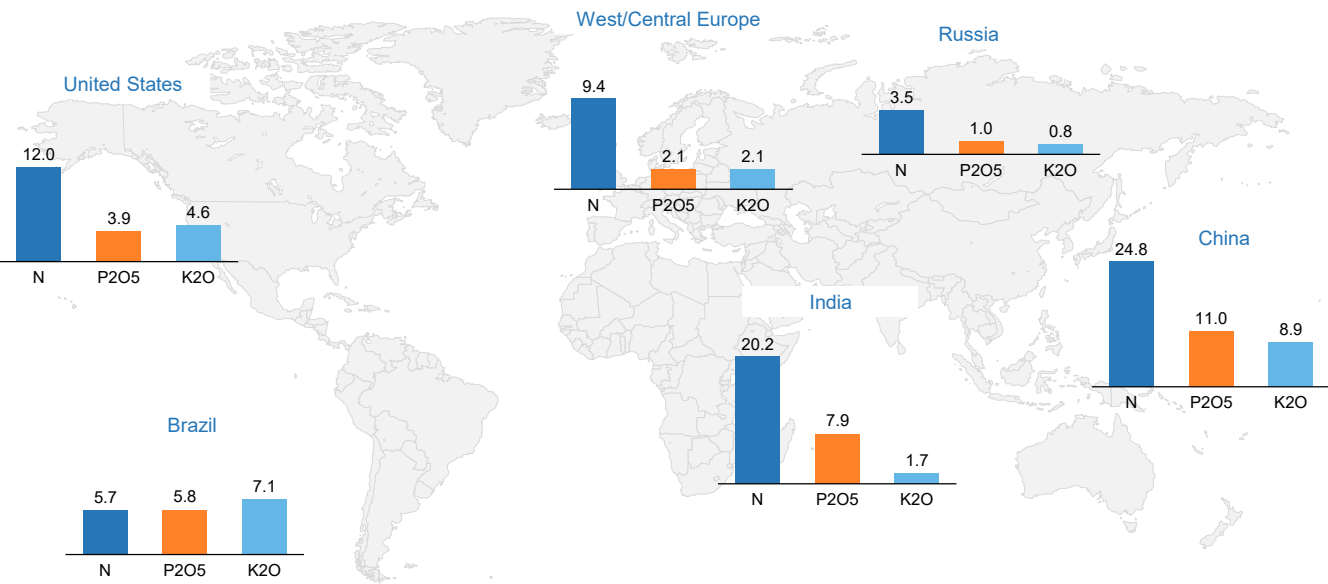 West/Central Europe
9.4
2.1
2.1
N
P2O5
K2O
Russia
3.5
1.0
0.8
N
P2O5
K2O
United States
12.0
3.9
4.6
N
P2O5
K2O
China
24.8
11.0
8.9
N
P2O5
K2O
India
20.2
7.9
1.7
N
P2O5
K2O
Brazil
5.7
5.8
7.1
N
P2O5
K2O